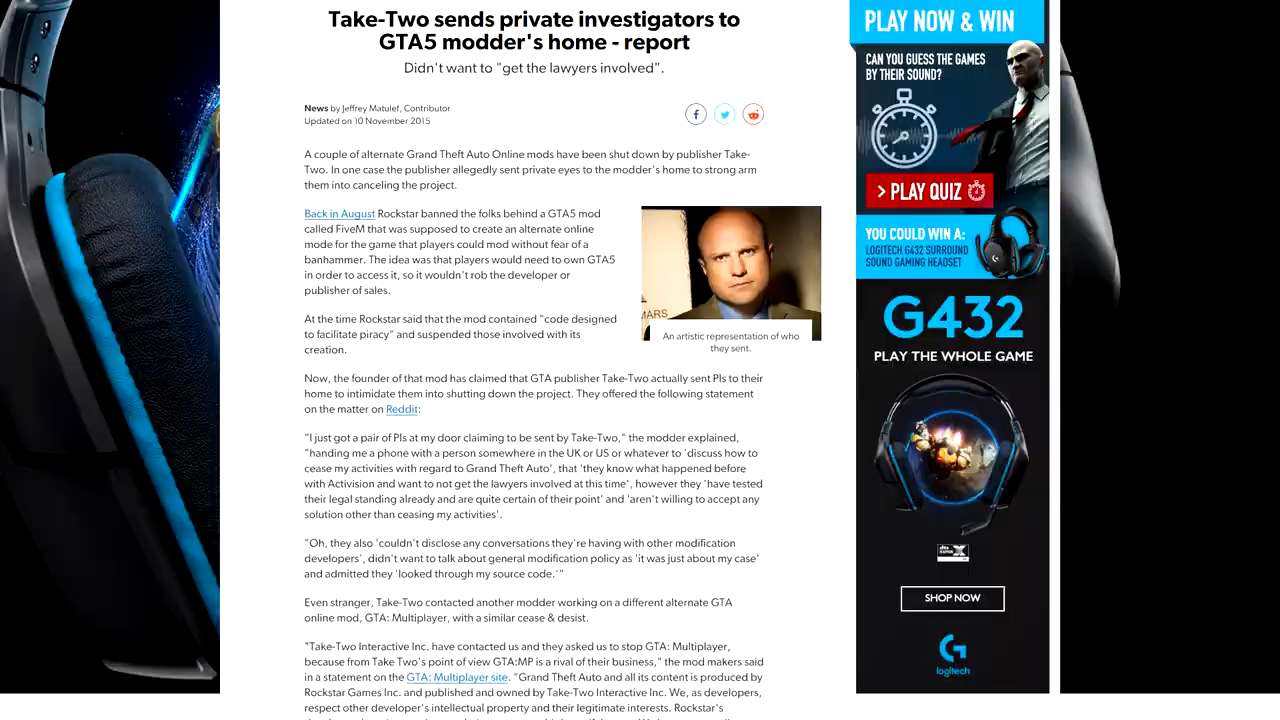 Take-Two sends private investigators to
GTA5 modder's home - report
Didn't want to "get the lawyers involved".
News by Jeffrey Matulef, Contributor
Updated on 10 November 2015
A couple of alternate Grand Theft Auto Online mods have been shut down by publisher Take-
Two. In one case the publisher allegedly sent private eyes to the modder's home to strong arm
them into canceling the project.
Back in August Rockstar banned the folks behind a GTA5 mod
called FiveM that was supposed to create an alternate online
mode for the game that players could mod without fear of a
banhammer. The idea was that players would need to own GTA5
in order to access it, so it wouldn't rob the developer or
publisher of sales.
MARS
An artistic representation of who
they sent.
At the time Rockstar said that the mod contained "code designed
to facilitate piracy" and suspended those involved with its
creation.
Now, the founder of that mod has claimed that GTA publisher Take-Two actually sent PIs to their
home to intimidate them into shutting down the project. They offered the following statement
on the matter on Reddit:
"I just got a pair of PIs at my door claiming to be sent by Take-Two," the modder explained,
"handing me a phone with a person somewhere in the UK or US or whatever to 'discuss how to
cease my activities with regard to Grand Theft Auto', that 'they know what happened before
with Activision and want to not get the lawyers involved at this time', however they 'have tested
their legal standing already and are quite certain of their point' and 'aren't willing to accept any
solution other than ceasing my activities'.
"Oh, they also 'couldn't disclose any conversations they're having with other modification
developers', didn't want to talk about general modification policy as 'it was just about my case'
and admitted they 'looked through my source code.'"
Even stranger, Take-Two contacted another modder working on a different alternate GTA
online mod, GTA: Multiplayer, with a similar cease & desist.
"Take-Two Interactive Inc. have contacted us and they asked us to stop GTA: Multiplayer,
because from Take Two's point of view GTA:MP is a rival of their business," the mod makers said
in a statement on the GTA: Multiplayer site. "Grand Theft Auto and all its content is produced by
Rockstar Games Inc. and published and owned by Take-Two Interactive Inc. We, as developers,
respect other developer's intellectual property and their legitimate interests. Rockstar's
PLAY NOW & WIN
CAN YOU GUESS THE GAMES
BY THEIR SOUND?
> PLAY QUIZ
YOU COULD WIN A:
LOGITECH G432 SURROUND
SOUND GAMING HEADSET
G432
PLAY THE WHOLE GAME
SHOP NOW
logitech